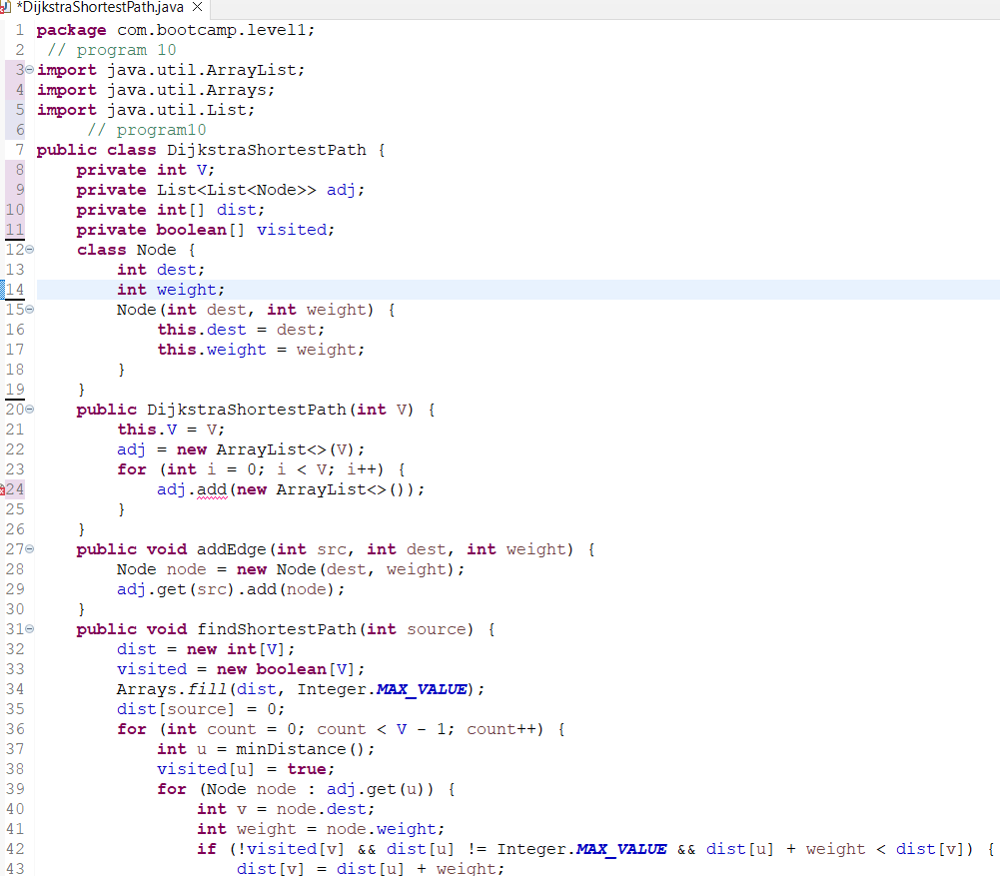 *DijkstraShortestPath.java
1 package com.bootcamp.level1;
2 // program 10
3 import java.util.ArrayList;
4 import java.util.Arrays;
5 import java.util.List;
6 // program10
7 public class DijkstraShortestPath {
8 private int V;
9 private List<List<Node>> adj;
10 private int[] dist;
11 private boolean[] visited;
12 class Node {
13 int dest;
14 int weight;
15 Node(int dest, int weight) {
16 this.dest = dest;
17 this.weight = weight;
18 }
19 }
20 public DijkstraShortestPath(int V) {
21 this.V = V;
22 adj = new ArrayList<>(V);
23 for (int i = 0; i < V; i++) {
24 adj.add(new ArrayList<>());
25 }
26 }
27 public void addEdge(int src, int dest, int weight) {
28 Node node = new Node(dest, weight);
29 adj.get(src).add(node);
30 }
31 public void findShortestPath(int source) {
32 dist = new int[V];
33 visited = new boolean[V];
34 Arrays.fill(dist, Integer.MAX_VALUE);
35 dist[source] = 0;
36 for (int count = 0; count < V - 1; count++) {
37 int u = minDistance();
38 visited[u] = true;
39 for (Node node : adj.get(u)) {
40 int v = node.dest;
41 int weight = node.weight;
42 if (!visited[v] && dist[u] != Integer.MAX_VALUE && dist[u] + weight < dist[v]) {
43 dist[v] = dist[u] + weight;